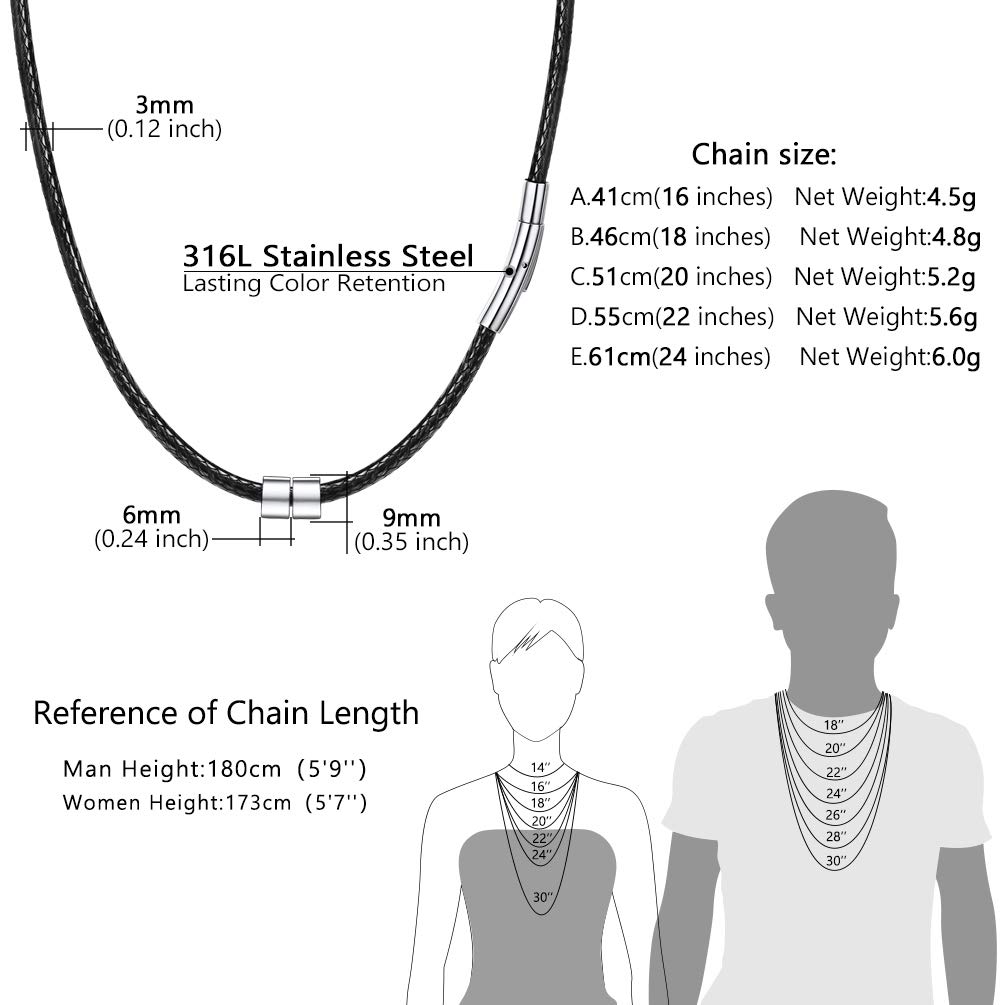 3mm
(0.12 inch)
Chain size:
A.41cm(16 inches) Net Weight:4.5g
B.46cm(18 inches) Net Weight:4.8g
C.51cm(20 inches) Net Weight:5.2g
D.55cm(22 inches) Net Weight:5.6g
E.61cm(24 inches) Net Weight:6.0g
316L Stainless Steel
Lasting Color Retention
6mm
(0.24 inch)
9mm
(0.35 inch)
Reference of Chain Length
Man Height:180cm (5'9'')
Women Height:173cm (5'7'')
14''
16''
18''
20''
22''
24''
30''
18''
20''
22''
24''
26''
28''
30''